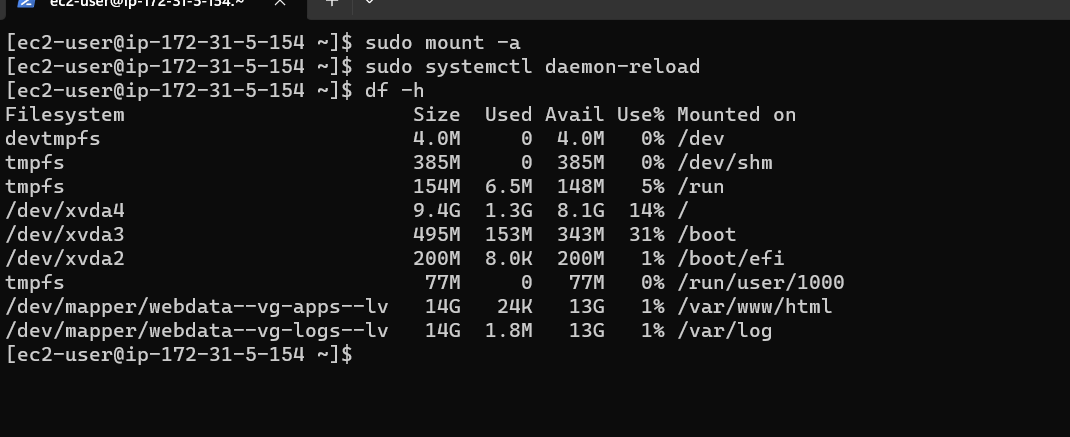 ec2-user@ip-172-31-5-154:~
[ec2-user@ip-172-31-5-154 ~]$ sudo mount -a
[ec2-user@ip-172-31-5-154 ~]$ sudo systemctl daemon-reload
[ec2-user@ip-172-31-5-154 ~]$ df -h
Filesystem                        Size  Used Avail Use% Mounted on
devtmpfs                          4.0M     0  4.0M   0% /dev
tmpfs                             385M     0  385M   0% /dev/shm
tmpfs                             154M  6.5M  148M   5% /run
/dev/xvda4                        9.4G  1.3G  8.1G  14% /
/dev/xvda3                        495M  153M  343M  31% /boot
/dev/xvda2                        200M  8.0K  200M   1% /boot/efi
tmpfs                              77M     0   77M   0% /run/user/1000
/dev/mapper/webdata--vg-apps--lv   14G   24K   13G   1% /var/www/html
/dev/mapper/webdata--vg-logs--lv   14G  1.8M   13G   1% /var/log
[ec2-user@ip-172-31-5-154 ~]$